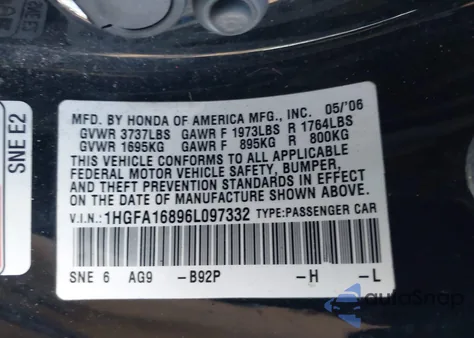 MFD. BY HONDA OF AMERICA MFG., INC. 05/'06
GVWR 3737LBS GAWR F 1973LBS R 1764LBS
GVWR 1695KG GAWR F 895KG R 800KG
THIS VEHICLE CONFORMS TO ALL APPLICABLE
FEDERAL MOTOR VEHICLE SAFETY, BUMPER,
AND THEFT PREVENTION STANDARDS IN EFFECT
ON THE DATE OF MANUFACTURE SHOWN ABOVE.
V.I.N.: 1HGFA16896L097332 TYPE:PASSENGER CAR
SNE 6 AG9 -B92P -H -L
SNE E2
autoSnap